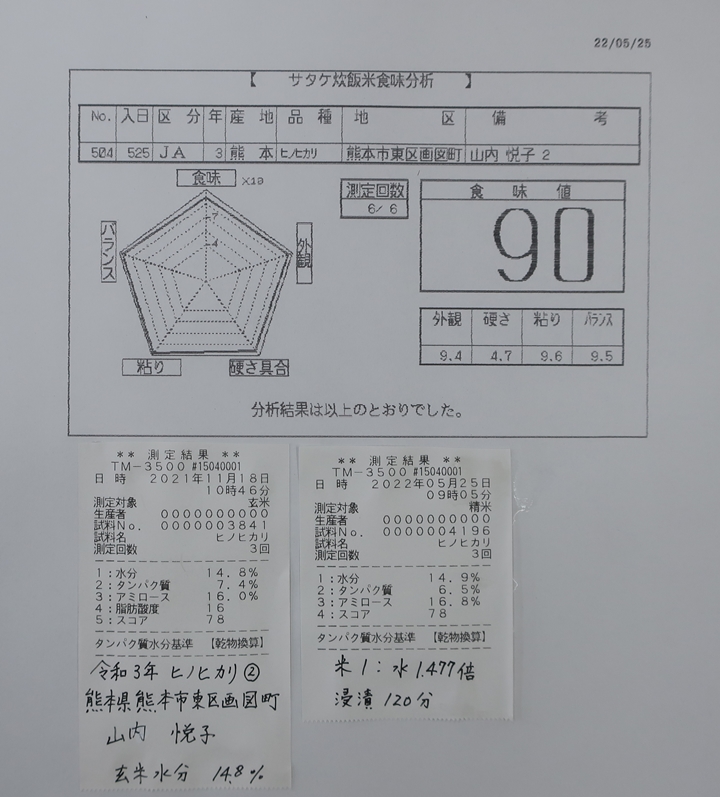 22/05/25
【 サタケ炊飯米食味分析 】
No. 入日 区 分 年 産 地 品 種 地 区 備 考
504 525 JA 3 熊 本 ヒノヒカリ 熊本市東区画図町 山内 悦子 2
食味 X10
7
4
バランス
外観
粘り
硬さ具合
測定回数
6/ 6
食 味 値
90
外観 硬さ 粘り バランス
9.4 4.7 9.6 9.5
分析結果は以上のとおりでした。
** 測定結果 **
TM-3500 #15040001
日 時 2021年11月18日
10時46分
測定対象 玄米
生産者 0000000000
試料No. 0000003841
試料名 ヒノヒカリ
測定回数 3回
1:水分 14.8%
2:タンパク質 7.4%
3:アミロース 16.0%
4:脂肪酸度 16
5:スコア 78
タンパク質水分基準 【乾物換算】
令和3年 ヒノヒカリ ②
熊本県熊本市東区画図町
山内 悦子
玄米水分 14.8%
** 測定結果 **
TM-3500 #15040001
日 時 2022年05月25日
09時05分
測定対象 精米
生産者 0000000000
試料No. 0000004196
試料名 ヒノヒカリ
測定回数 3回
1:水分 14.9%
2:タンパク質 6.5%
3:アミロース 16.8%
4:スコア 78
タンパク質水分基準 【乾物換算】
米1:水1.477倍
浸漬 120分